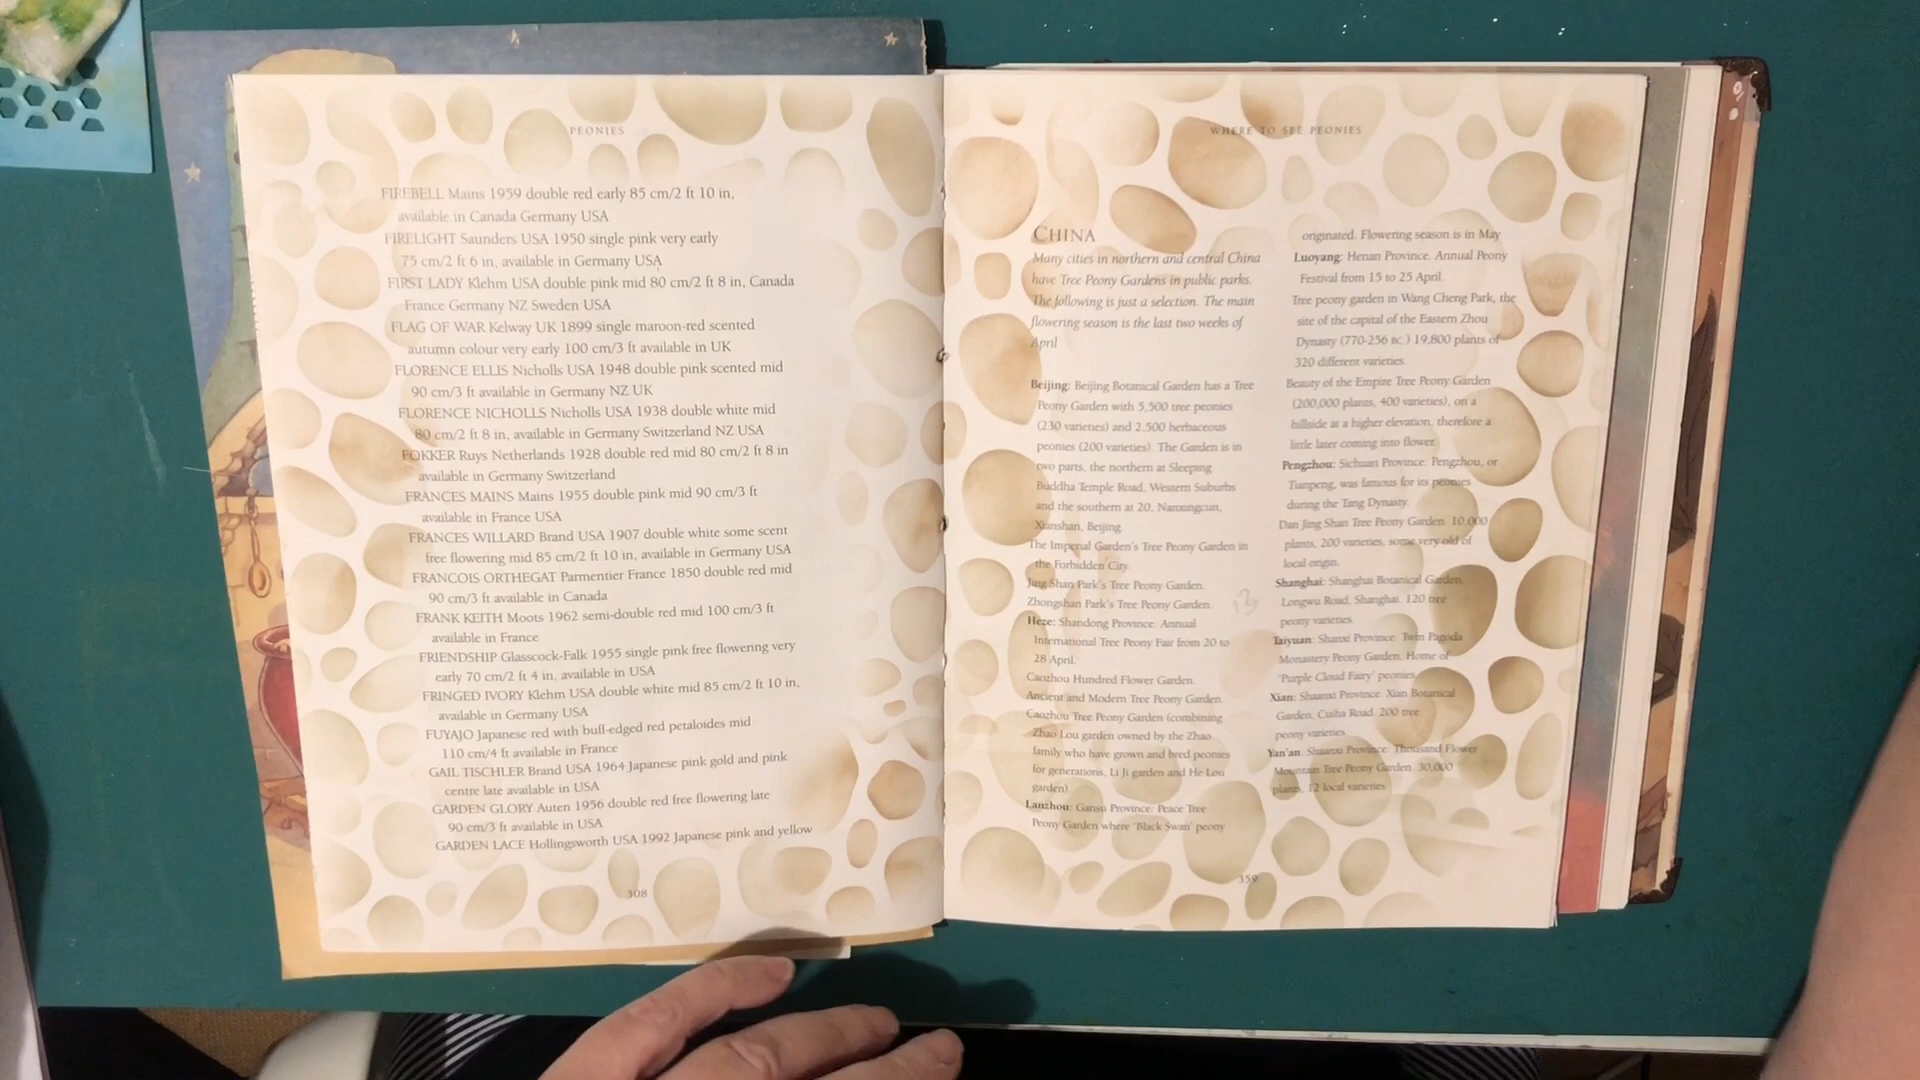 PEONIES
FIREBELL Mains 1959 double red early 85 cm/2 ft 10 in,
available in Canada Germany USA
FIRELIGHT Saunders USA 1950 single pink very early
75 cm/2 ft 6 in, available in Germany USA
FIRST LADY Klehm USA double pink mid 80 cm/2 ft 8 in, Canada
France Germany NZ Sweden USA
FLAG OF WAR Kelway UK 1899 single maroon-red scented
autumn colour very early 100 cm/3 ft available in UK
FLORENCE ELLIS Nicholls USA 1948 double pink scented mid
90 cm/3 ft available in Germany NZ UK
FLORENCE NICHOLLS Nicholls USA 1938 double white mid
80 cm/2 ft 8 in, available in Germany Switzerland NZ USA
FOKKER Ruys Netherlands 1928 double red mid 80 cm/2 ft 8 in
available in Germany Switzerland
FRANCES MAINS Mains 1955 double pink mid 90 cm/3 ft
available in France USA
FRANCES WILLARD Brand USA 1907 double white some scent
free flowering mid 85 cm/2 ft 10 in, available in Germany USA
FRANCOIS ORTHEGAT Parmentier France 1850 double red mid
90 cm/3 ft available in Canada
FRANK KEITH Moots 1962 semi-double red mid 100 cm/3 ft
available in France
FRIENDSHIP Glasscock-Falk 1955 single pink free flowering very
early 70 cm/2 ft 4 in, available in USA
FRINGED IVORY Klehm USA double white mid 85 cm/2 ft 10 in,
available in Germany USA
FUYAJO Japanese red with buff-edged red petaloides mid
110 cm/4 ft available in France
GAIL TISCHLER Brand USA 1964 Japanese pink gold and pink
centre late available in USA
GARDEN GLORY Auten 1956 double red free flowering late
90 cm/3 ft available in USA
GARDEN LACE Hollingsworth USA 1992 Japanese pink and yellow
308
WHERE TO SEE PEONIES
CHINA
Many cities in northern and central China
have Tree Peony Gardens in public parks.
The following is just a selection. The main
flowering season is the last two weeks of
April
Beijing: Beijing Botanical Garden has a Tree
Peony Garden with 5,500 tree peonies
(230 varieties) and 2,500 herbaceous
peonies (200 varieties). The Garden is in
two parts, the northern at Sleeping
Buddha Temple Road, Western Suburbs
and the southern at 20, Nanxingcun,
Xianshan, Beijing.
The Imperial Garden's Tree Peony Garden in
the Forbidden City.
Jing Shan Park's Tree Peony Garden.
Zhongshan Park's Tree Peony Garden.
Heze: Shandong Province: Annual
International Tree Peony Fair from 20 to
28 April.
Caozhou Hundred Flower Garden.
Ancient and Modern Tree Peony Garden.
Caozhou Tree Peony Garden (combining
Zhao Lou garden owned by the Zhao
family who have grown and bred peonies
for generations, Li Ji garden and He Lou
garden)
Lanzhou: Gansu Province: Peace Tree
Peony Garden where 'Black Swan' peony
originated. Flowering season is in May
Luoyang: Henan Province. Annual Peony
Festival from 15 to 25 April.
Tree peony garden in Wang Cheng Park, the
site of the capital of the Eastern Zhou
Dynasty (770-256 BC ) 19,800 plants of
320 different varieties.
Beauty of the Empire Tree Peony Garden
(200,000 plants, 400 varieties), on a
hillside at a higher elevation, therefore a
little later coming into flower.
Pengzhou: Sichuan Province: Pengzhou, or
Tianpeng, was famous for its peonies
during the Tang Dynasty.
Dan Jing Shan Tree Peony Garden. 10,000
plants, 200 varieties, some very old of
local origin.
Shanghai: Shanghai Botanical Garden,
Longwu Road, Shanghai. 120 tree
peony varieties.
Taiyuan: Shanxi Province: Twin Pagoda
Monastery Peony Garden. Home of
'Purple Cloud Fairy' peonies.
Xian: Shaanxi Province: Xian Botanical
Garden, Cuihua Road. 200 tree
peony varieties.
Yan'an: Shaanxi Province: Thousand Flower
Mountain Tree Peony Garden. 30,000
plants, 12 local varieties
13
359